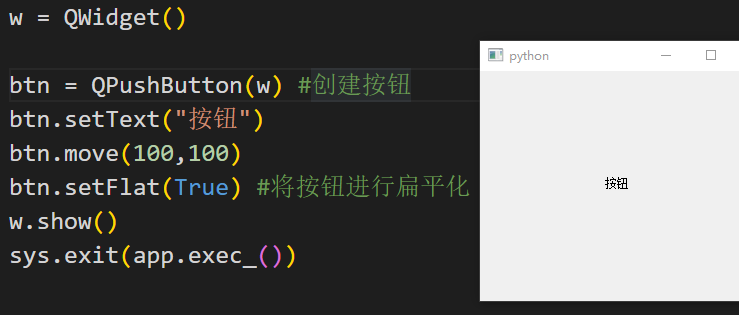 w = QWidget()
btn = QPushButton(w) #创建按钮
btn.setText("按钮")
btn.move(100,100)
btn.setFlat(True) #将按钮进行扁平化
w.show()
sys.exit(app.exec_())
python
按钮